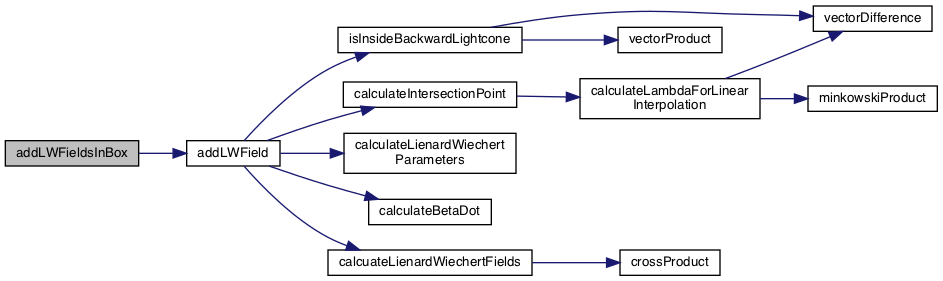 addLWFieldsInBox
addLWField
isInsideBackwardLightcone
calculateIntersectionPoint
calculateLienardWiechert
Parameters
calculateBetaDot
calcuateLienardWiechertFields
vectorProduct
calculateLambdaForLinear
Interpolation
crossProduct
vectorDifference
minkowskiProduct